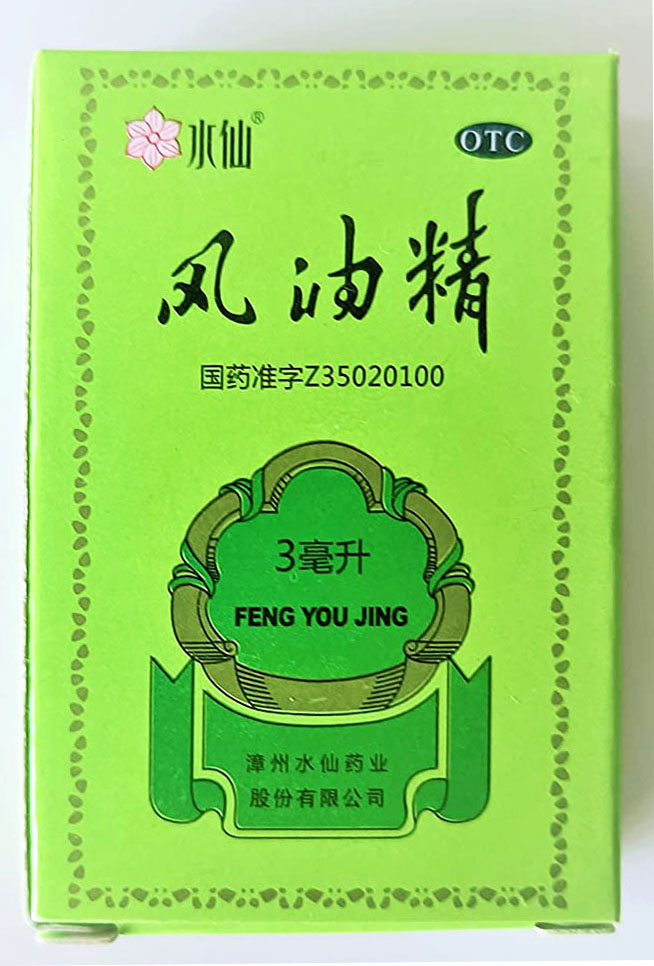 水仙®
OTC
风油精
国药准字Z35020100
3毫升
FENG YOU JING
漳州水仙药业
股份有限公司